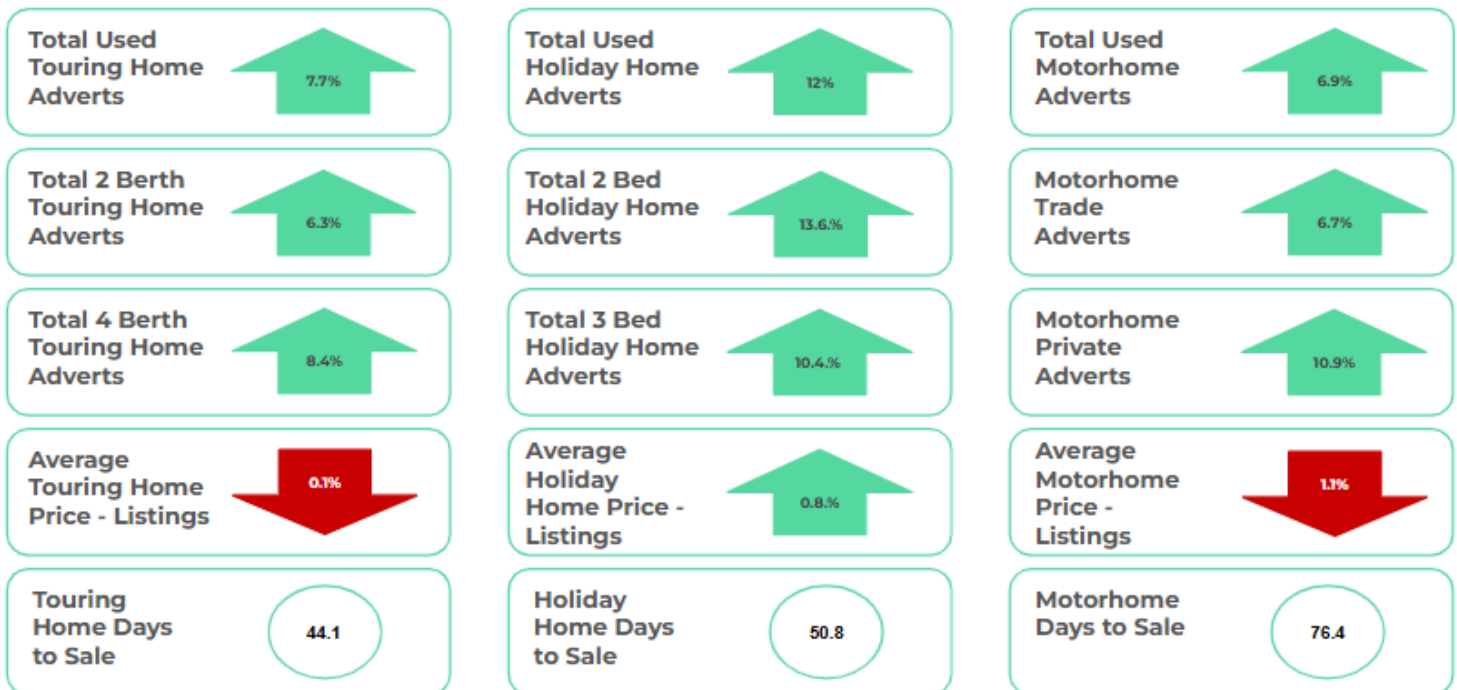 Total Used
Touring Home
Adverts
7.7%
Total Used
Holiday Home
Adverts
12%
Total Used
Motorhome
Adverts
6.9%
Total 2 Berth
Touring Home
Adverts
6.3%
Total 2 Bed
Holiday Home
Adverts
13.6.%
Motorhome
Trade
Adverts
6.7%
Total 4 Berth
Touring Home
Adverts
8.4%
Total 3 Bed
Holiday Home
Adverts
10.4.%
Motorhome
Private
Adverts
10.9%
Average
Touring Home
Price - Listings
0.1%
Average
Holiday
Home Price -
Listings
0.8.%
Average
Motorhome
Price -
Listings
1.1%
Touring
Home Days
to Sale
44.1
Holiday
Home Days
to Sale
50.8
Motorhome
Days to Sale
76.4